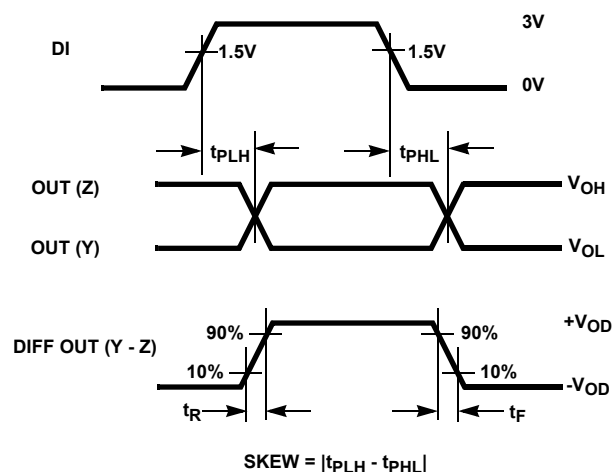 3V
DI
1.5V
1.5V
0V
tPLH
tPHL
OUT (Z)
VOH
OUT (Y)
VOL
+VOD
90%
90%
DIFF OUT (Y - Z)
10%
10%
-VOD
tR
tF
SKEW = |tPLH - tPHL|